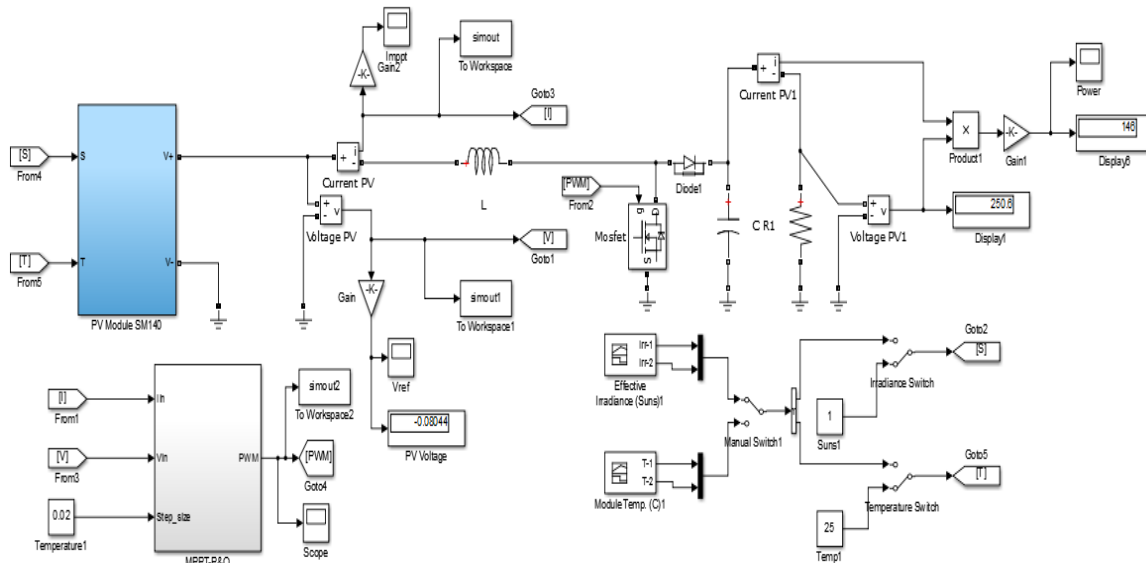 Imppt
-K-
Gain2
simout
To Workspace
Goto3
[I]
i
+
-
Current PV
[S]
From4
S
V+
[T]
From5
T
V-
PV Module SM140
+
-
v
Voltage PV
L
[PWM]
From2
g
D
S
Mosfet
Diode1
i
+
-
Current PV1
C R1
+
-
v
Voltage PV1
X
Product1
-K-
Gain1
Power
146
250.6
[V]
Goto1
-K-
Gain
simout1
To Workspace1
Vref
-0.08044
PV Voltage
[I]
From1
Iin
[V]
From3
Vin
PWM
0.02
Temperature1
Step_size
MPPT-P&O
simout2
To Workspace2
[PWM]
Goto4
Scope
Irr-1
Irr-2
Effective
Irradiance (Suns)1
T-1
T-2
Module Temp. (C)1
Manual Switch1
1
Suns1
Irradiance Switch
Goto2
[S]
25
Temp1
Temperature Switch
Goto5
[T]